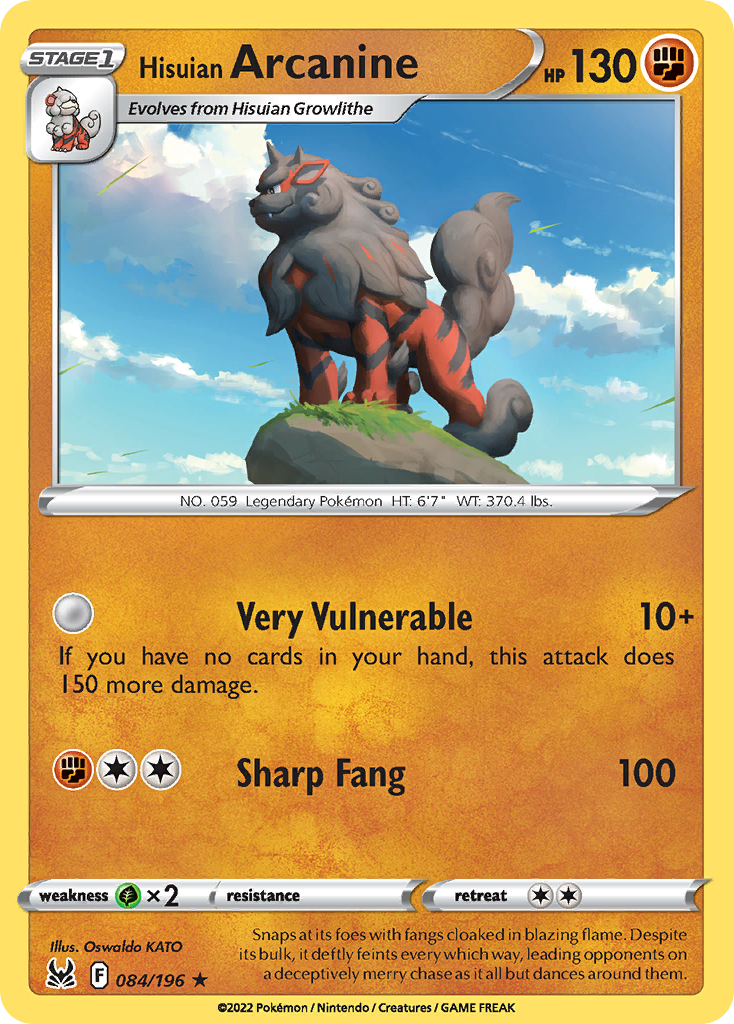 STAGE 1
Hisuian Arcanine
HP 130
Evolves from Hisuian Growlithe
NO. 059 Legendary Pokémon HT: 6'7" WT: 370.4 lbs.
Very Vulnerable 10+
If you have no cards in your hand, this attack does
150 more damage.
Sharp Fang 100
weakness ×2 resistance retreat
Illus. Oswaldo KATO
Snaps at its foes with fangs cloaked in blazing flame. Despite
its bulk, it deftly feints every which way, leading opponents on
a deceptively merry chase as it all but dances around them.
F 084/196 ★
©2022 Pokémon / Nintendo / Creatures / GAME FREAK